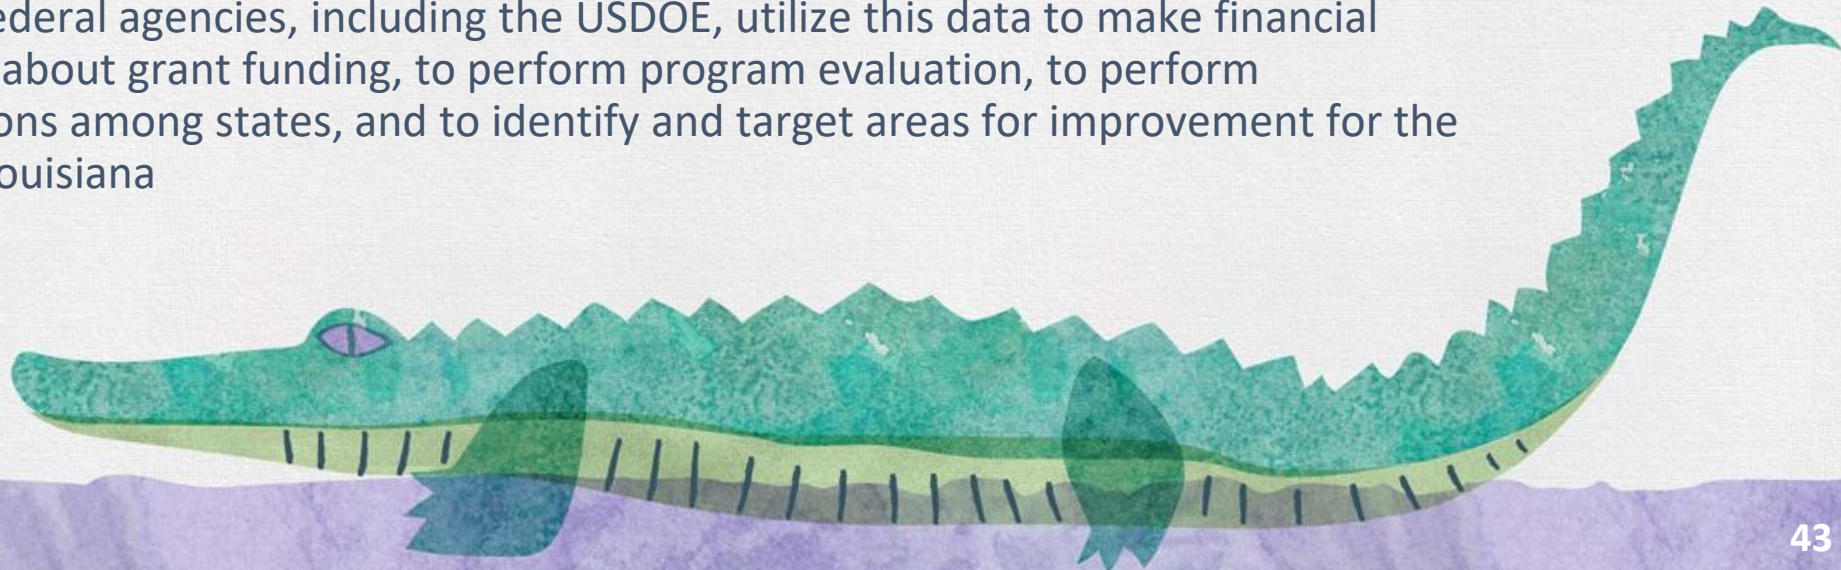 ederal agencies, including the USDOE, utilize this data to make financial
about grant funding, to perform program evaluation, to perform
ons among states, and to identify and target areas for improvement for the
ouisiana
43